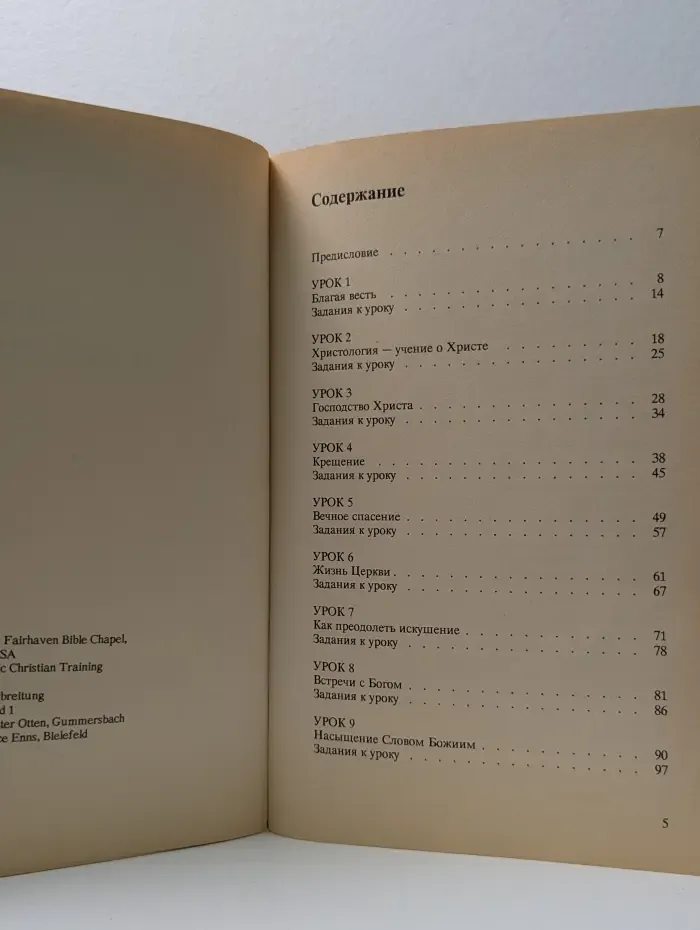 Fairhaven Bible Chapel,
SA
c Christian Training
breitung
d 1
ter Otten, Gummersbach
ce Enns, Bielefeld
Содержание
Предисловие . . . . . . . . . . . . . . . . . . 7
УРОК 1
Благая весть . . . . . . . . . . . . . . . . . . 8
Задания к уроку . . . . . . . . . . . . . . . . . 14
УРОК 2
Христология — учение о Христе . . . . . . . . . . 18
Задания к уроку . . . . . . . . . . . . . . . . . 25
УРОК 3
Господство Христа . . . . . . . . . . . . . . . . 28
Задания к уроку . . . . . . . . . . . . . . . . . 34
УРОК 4
Крещение . . . . . . . . . . . . . . . . . . 38
Задания к уроку . . . . . . . . . . . . . . . . . 45
УРОК 5
Вечное спасение . . . . . . . . . . . . . . . . . 49
Задания к уроку . . . . . . . . . . . . . . . . . 57
УРОК 6
Жизнь Церкви . . . . . . . . . . . . . . . . . . 61
Задания к уроку . . . . . . . . . . . . . . . . . 67
УРОК 7
Как преодолеть искушение . . . . . . . . . . . . . 71
Задания к уроку . . . . . . . . . . . . . . . . . 78
УРОК 8
Встречи с Богом . . . . . . . . . . . . . . . . . 81
Задания к уроку . . . . . . . . . . . . . . . . . 86
УРОК 9
Насыщение Словом Божиим . . . . . . . . . . . . 90
Задания к уроку . . . . . . . . . . . . . . . . . 97
5